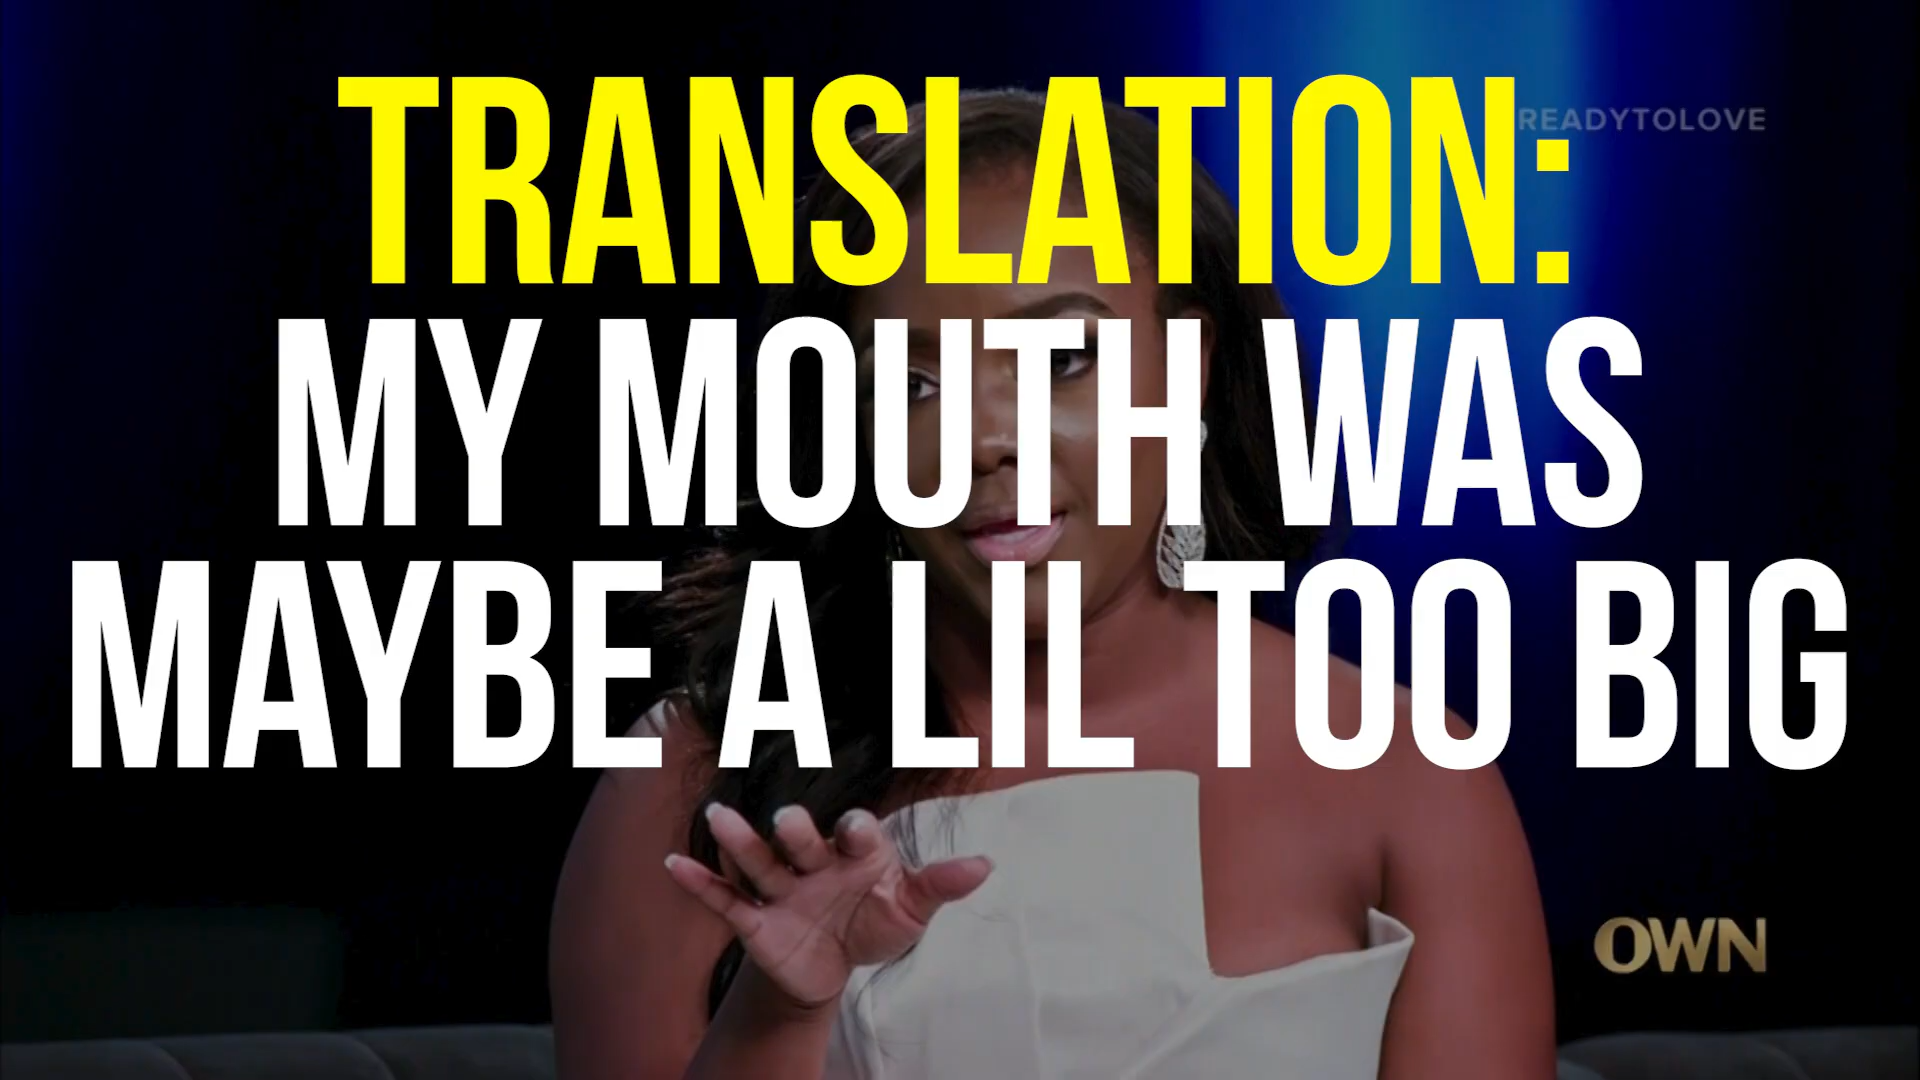 TRANSLATION:
READYTOLOVE
MY MOUTH WAS
MAYBE A LIL TOO BIG
OWN